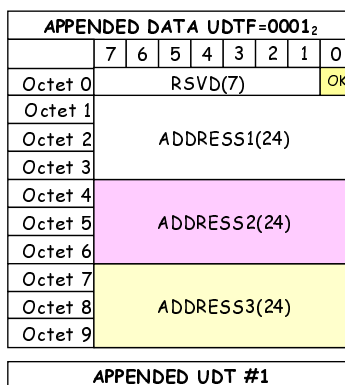 APPENDED DATA UDTF=0001₂
7 6 5 4 3 2 1 0
Octet 0 RSVD(7) OK
Octet 1
Octet 2 ADDRESS1(24)
Octet 3
Octet 4
Octet 5 ADDRESS2(24)
Octet 6
Octet 7
Octet 8 ADDRESS3(24)
Octet 9
APPENDED UDT #1